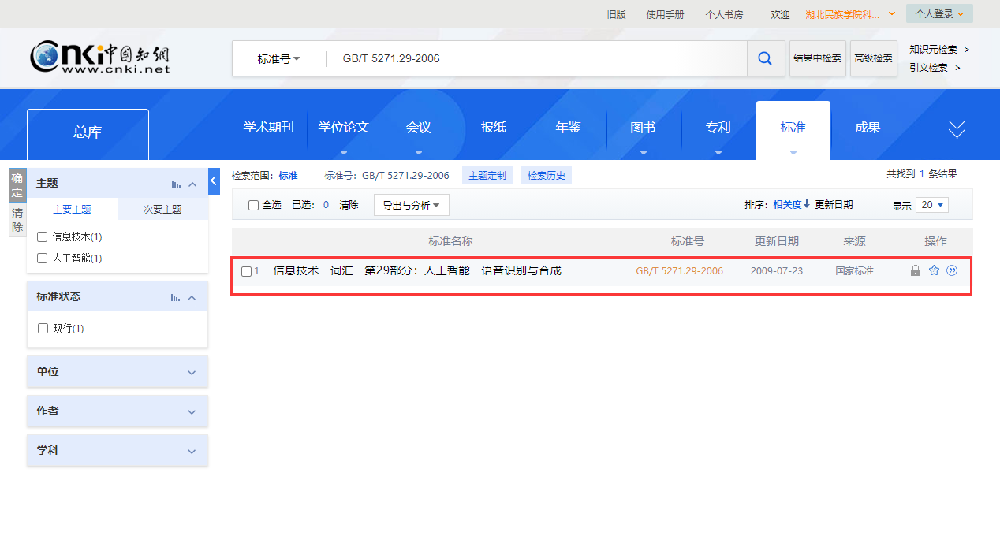 旧版 使用手册 个人书房 欢迎 湖北民族学院科... 个人登录
cnki中国知网
www.cnki.net
标准号 GB/T 5271.29-2006 结果中检索 高级检索
知识元检索 >
引文检索 >
总库 学术期刊 学位论文 会议 报纸 年鉴 图书 专利 标准 成果
确定
清除
主题
主要主题 次要主题
信息技术(1)
人工智能(1)
标准状态
现行(1)
单位
作者
学科
检索范围：标准 标准号：GB/T 5271.29-2006 主题定制 检索历史 共找到 1 条结果
全选 已选：0 清除 导出与分析 排序：相关度↓ 更新日期 显示 20
标准名称 标准号 更新日期 来源 操作
1 信息技术 词汇 第29部分：人工智能 语音识别与合成 GB/T 5271.29-2006 2009-07-23 国家标准